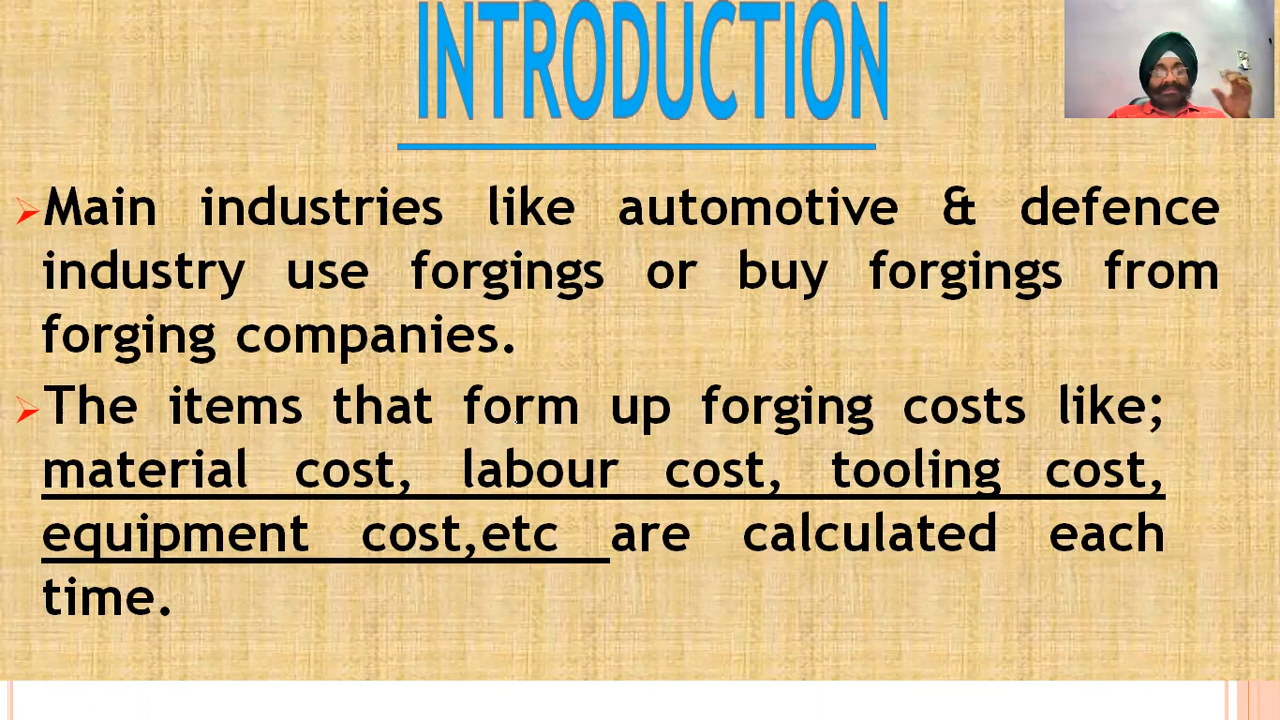 INTRODUCTION
Main industries like automotive & defence
industry use forgings or buy forgings from
forging companies.
The items that form up forging costs like;
material cost, labour cost, tooling cost,
equipment cost,etc are calculated each
time.